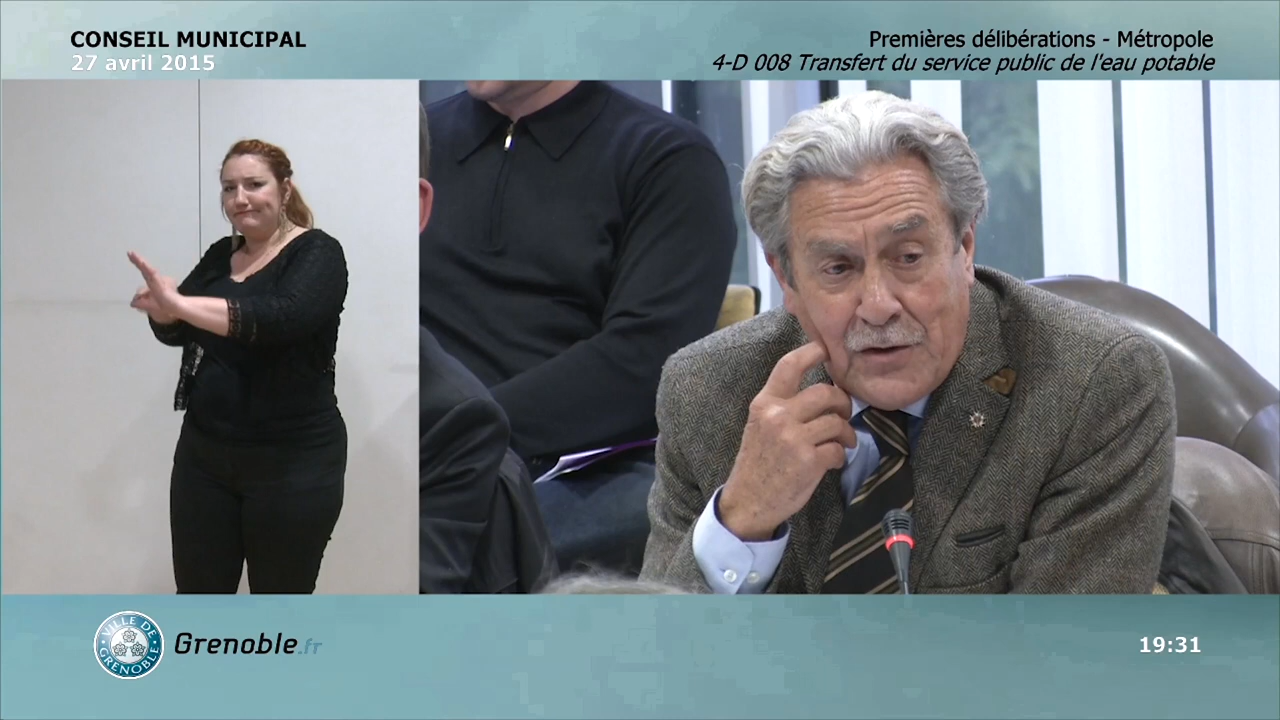 CONSEIL MUNICIPAL
27 avril 2015
Premières délibérations - Métropole
4-D 008 Transfert du service public de l'eau potable
VILLE DE
GRENOBLE
Grenoble.fr
19:31